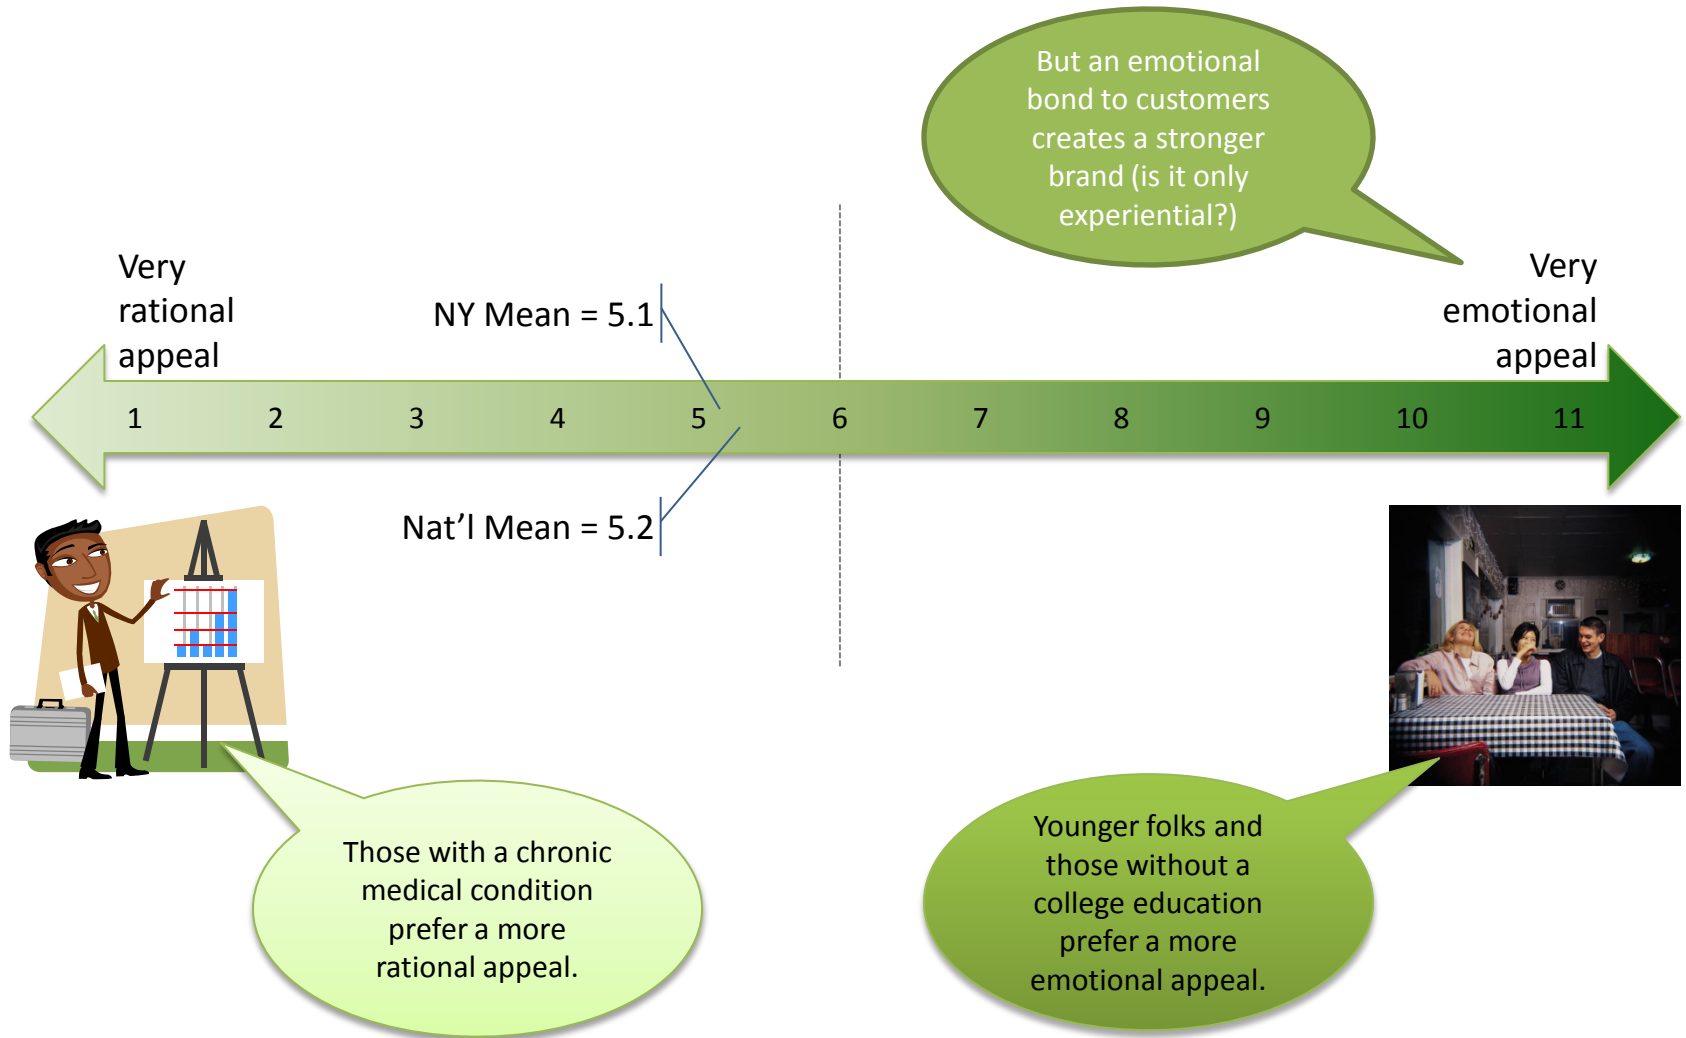 But an emotional
bond to customers
creates a stronger
brand (is it only
experiential?)
Very
rational
appeal
NY Mean = 5.1
Very
emotional
appeal
1 2 3 4 5 6 7 8 9 10 11
Nat’l Mean = 5.2
Those with a chronic
medical condition
prefer a more
rational appeal.
Younger folks and
those without a
college education
prefer a more
emotional appeal.